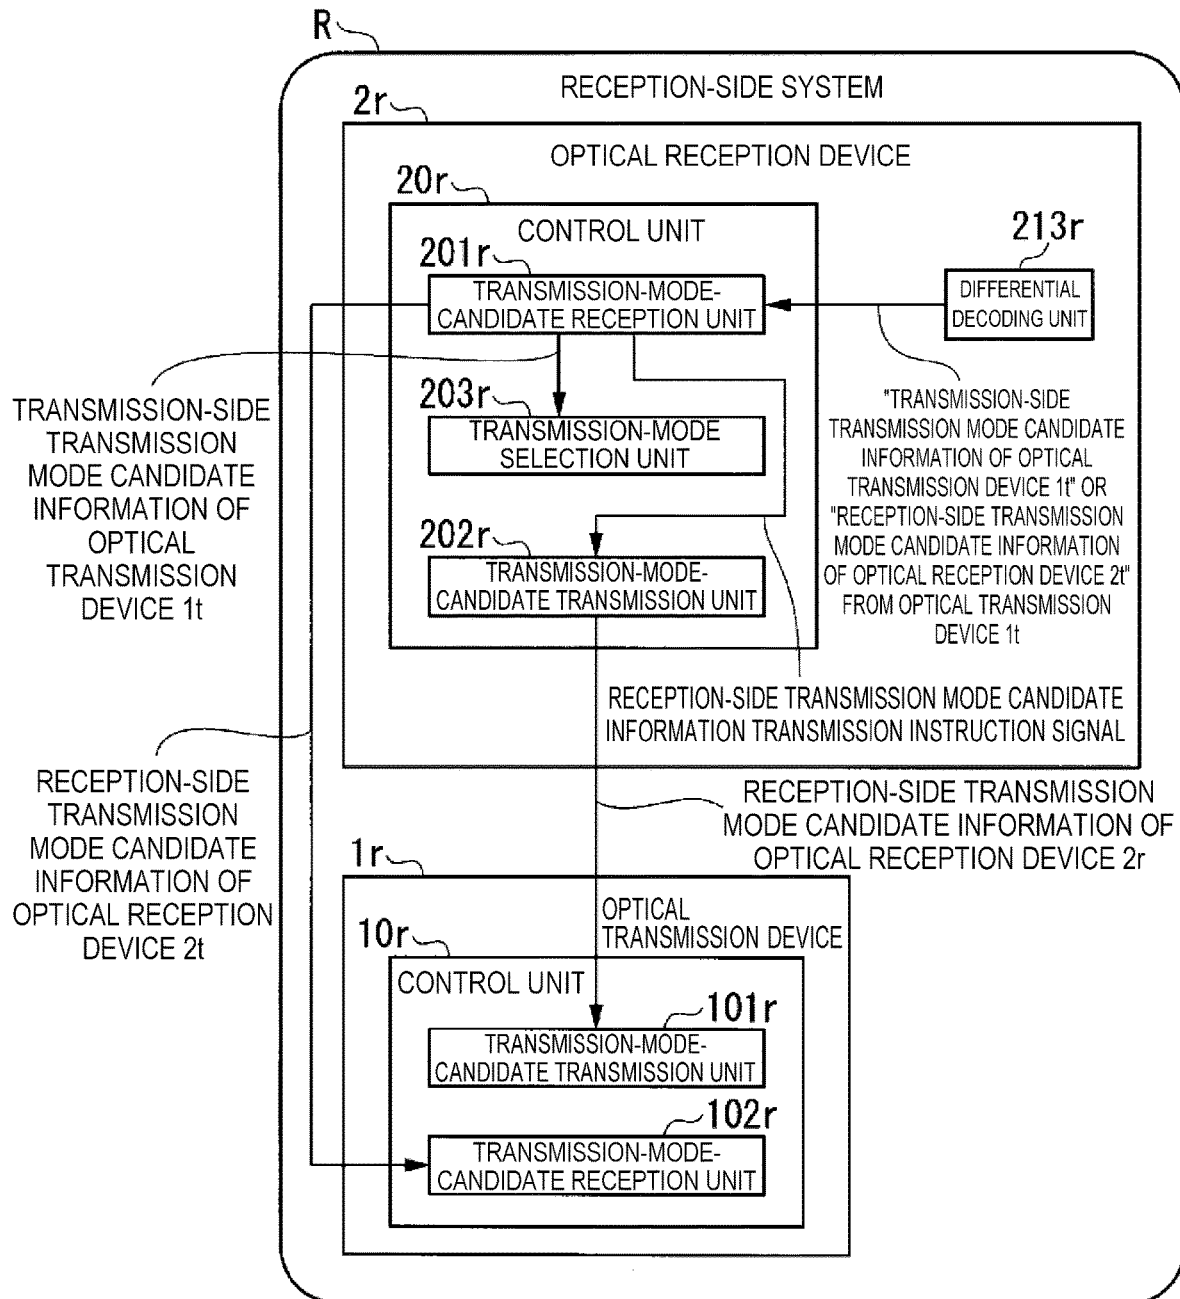 R
RECEPTION-SIDE SYSTEM
2r
OPTICAL RECEPTION DEVICE
20r
CONTROL UNIT
213r
DIFFERENTIAL
DECODING UNIT
201r
TRANSMISSION-MODE-
CANDIDATE RECEPTION UNIT
203r
TRANSMISSION-MODE
SELECTION UNIT
202r
TRANSMISSION-MODE-
CANDIDATE TRANSMISSION UNIT
TRANSMISSION-SIDE
TRANSMISSION
MODE CANDIDATE
INFORMATION OF
OPTICAL
TRANSMISSION
DEVICE 1t
"TRANSMISSION-SIDE
TRANSMISSION MODE CANDIDATE
INFORMATION OF OPTICAL
TRANSMISSION DEVICE 1t" OR
"RECEPTION-SIDE TRANSMISSION
MODE CANDIDATE INFORMATION
OF OPTICAL RECEPTION DEVICE 2t"
FROM OPTICAL TRANSMISSION
DEVICE 1t
RECEPTION-SIDE TRANSMISSION MODE CANDIDATE
INFORMATION TRANSMISSION INSTRUCTION SIGNAL
RECEPTION-SIDE
TRANSMISSION
MODE CANDIDATE
INFORMATION OF
OPTICAL RECEPTION
DEVICE 2t
RECEPTION-SIDE TRANSMISSION
MODE CANDIDATE INFORMATION OF
OPTICAL RECEPTION DEVICE 2r
1r
OPTICAL
TRANSMISSION DEVICE
10r
CONTROL UNIT
101r
TRANSMISSION-MODE-
CANDIDATE TRANSMISSION UNIT
102r
TRANSMISSION-MODE-
CANDIDATE RECEPTION UNIT